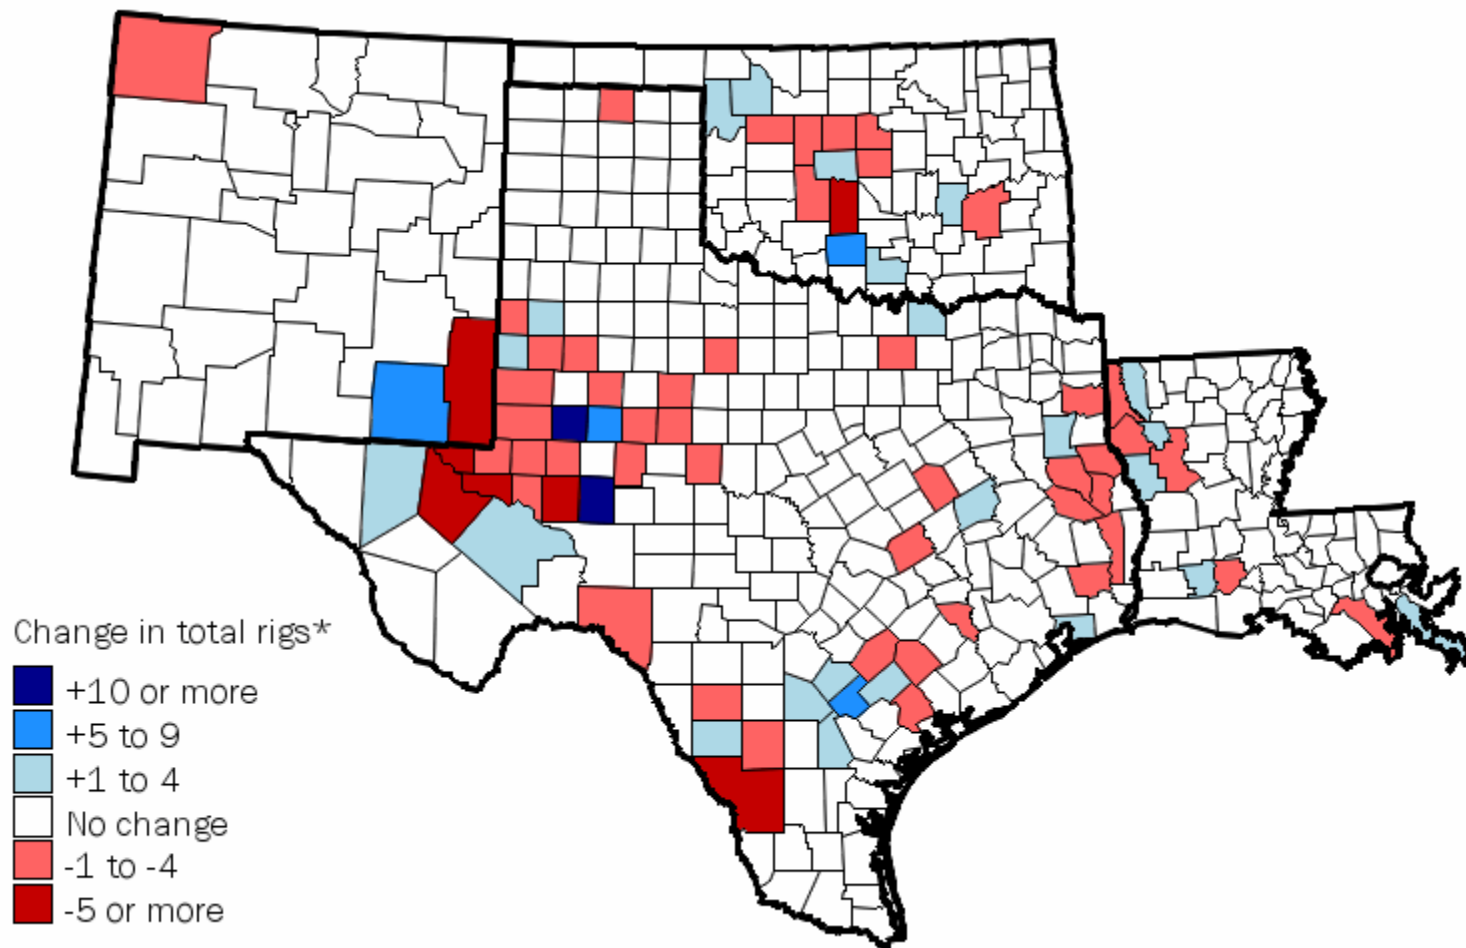 Change in total rigs*
+10 or more
+5 to 9
+1 to 4
No change
-1 to -4
-5 or more